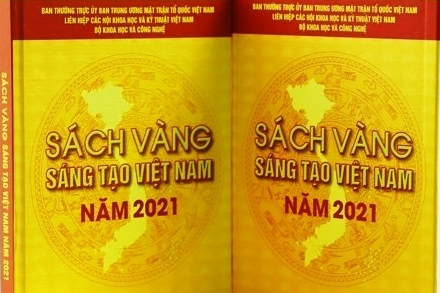 SÁCH VÀNG SÁNG TẠO VIỆT NAM NĂM 2021
BAN THƯỜNG TRỰC ỦY BAN TRUNG ƯƠNG MẶT TRẬN TỔ QUỐC VIỆT NAM
LIÊN HIỆP CÁC HỘI KHOA HỌC VÀ KỸ THUẬT VIỆT NAM
BỘ KHOA HỌC VÀ CÔNG NGHỆ
SÁCH VÀNG
SÁNG TẠO VIỆT NAM
NĂM 2021
BAN THƯỜNG TRỰC ỦY BAN TRUNG ƯƠNG MẶT TRẬN TỔ QUỐC VIỆT NAM
LIÊN HIỆP CÁC HỘI KHOA HỌC VÀ KỸ THUẬT VIỆT NAM
BỘ KHOA HỌC VÀ CÔNG NGHỆ
SÁCH VÀNG
SÁNG TẠO VIỆT NAM
NĂM 2021